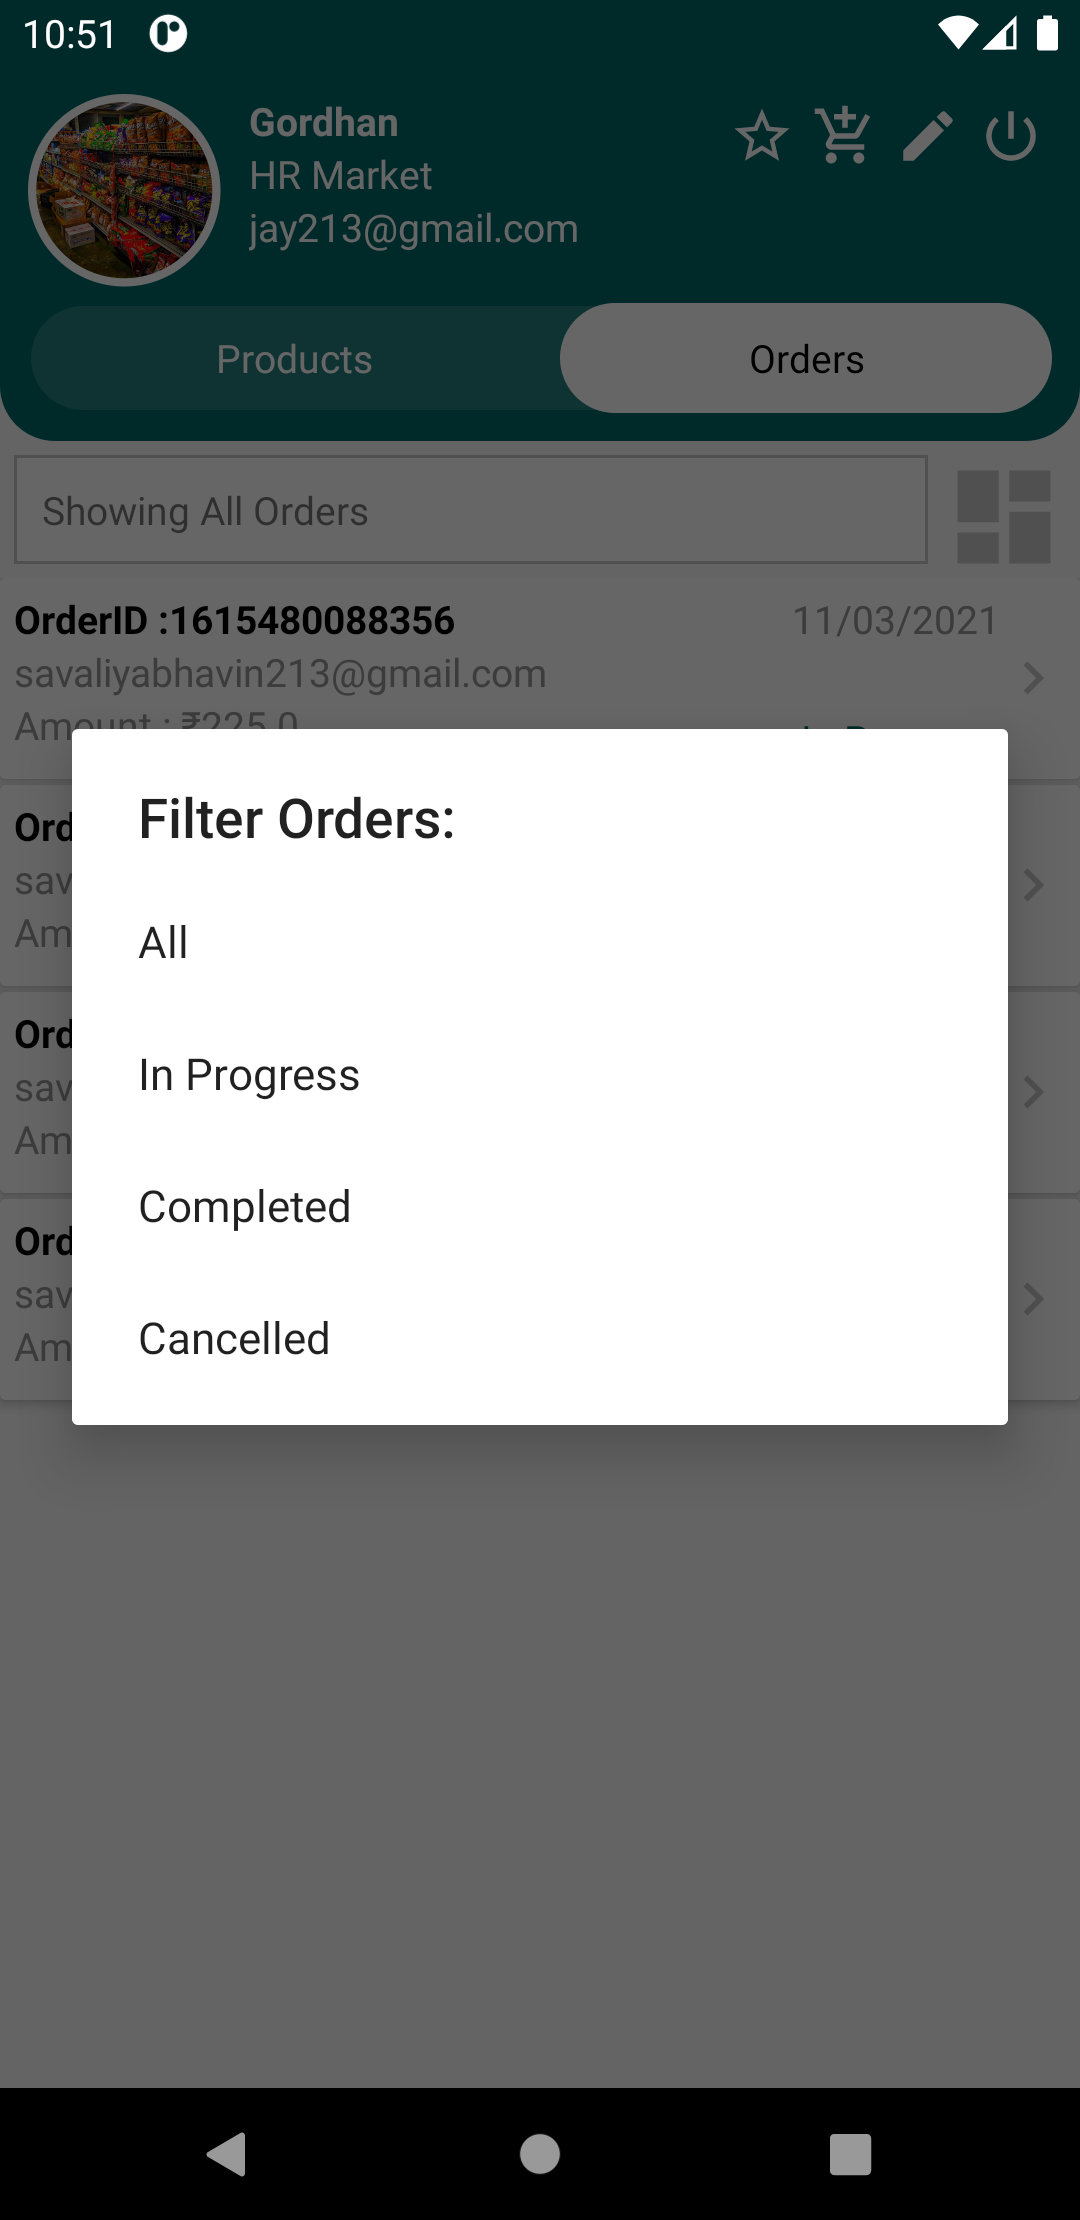 10:51
Gordhan
HR Market
jay213@gmail.com
Products
Orders
Showing All Orders
OrderID :1615480088356
11/03/2021
savaliyabhavin213@gmail.com
Amount : ₹225.0
Filter Orders:
All
In Progress
Completed
Cancelled
Ord
sav
Am
Ord
sav
Am
Ord
sav
Am